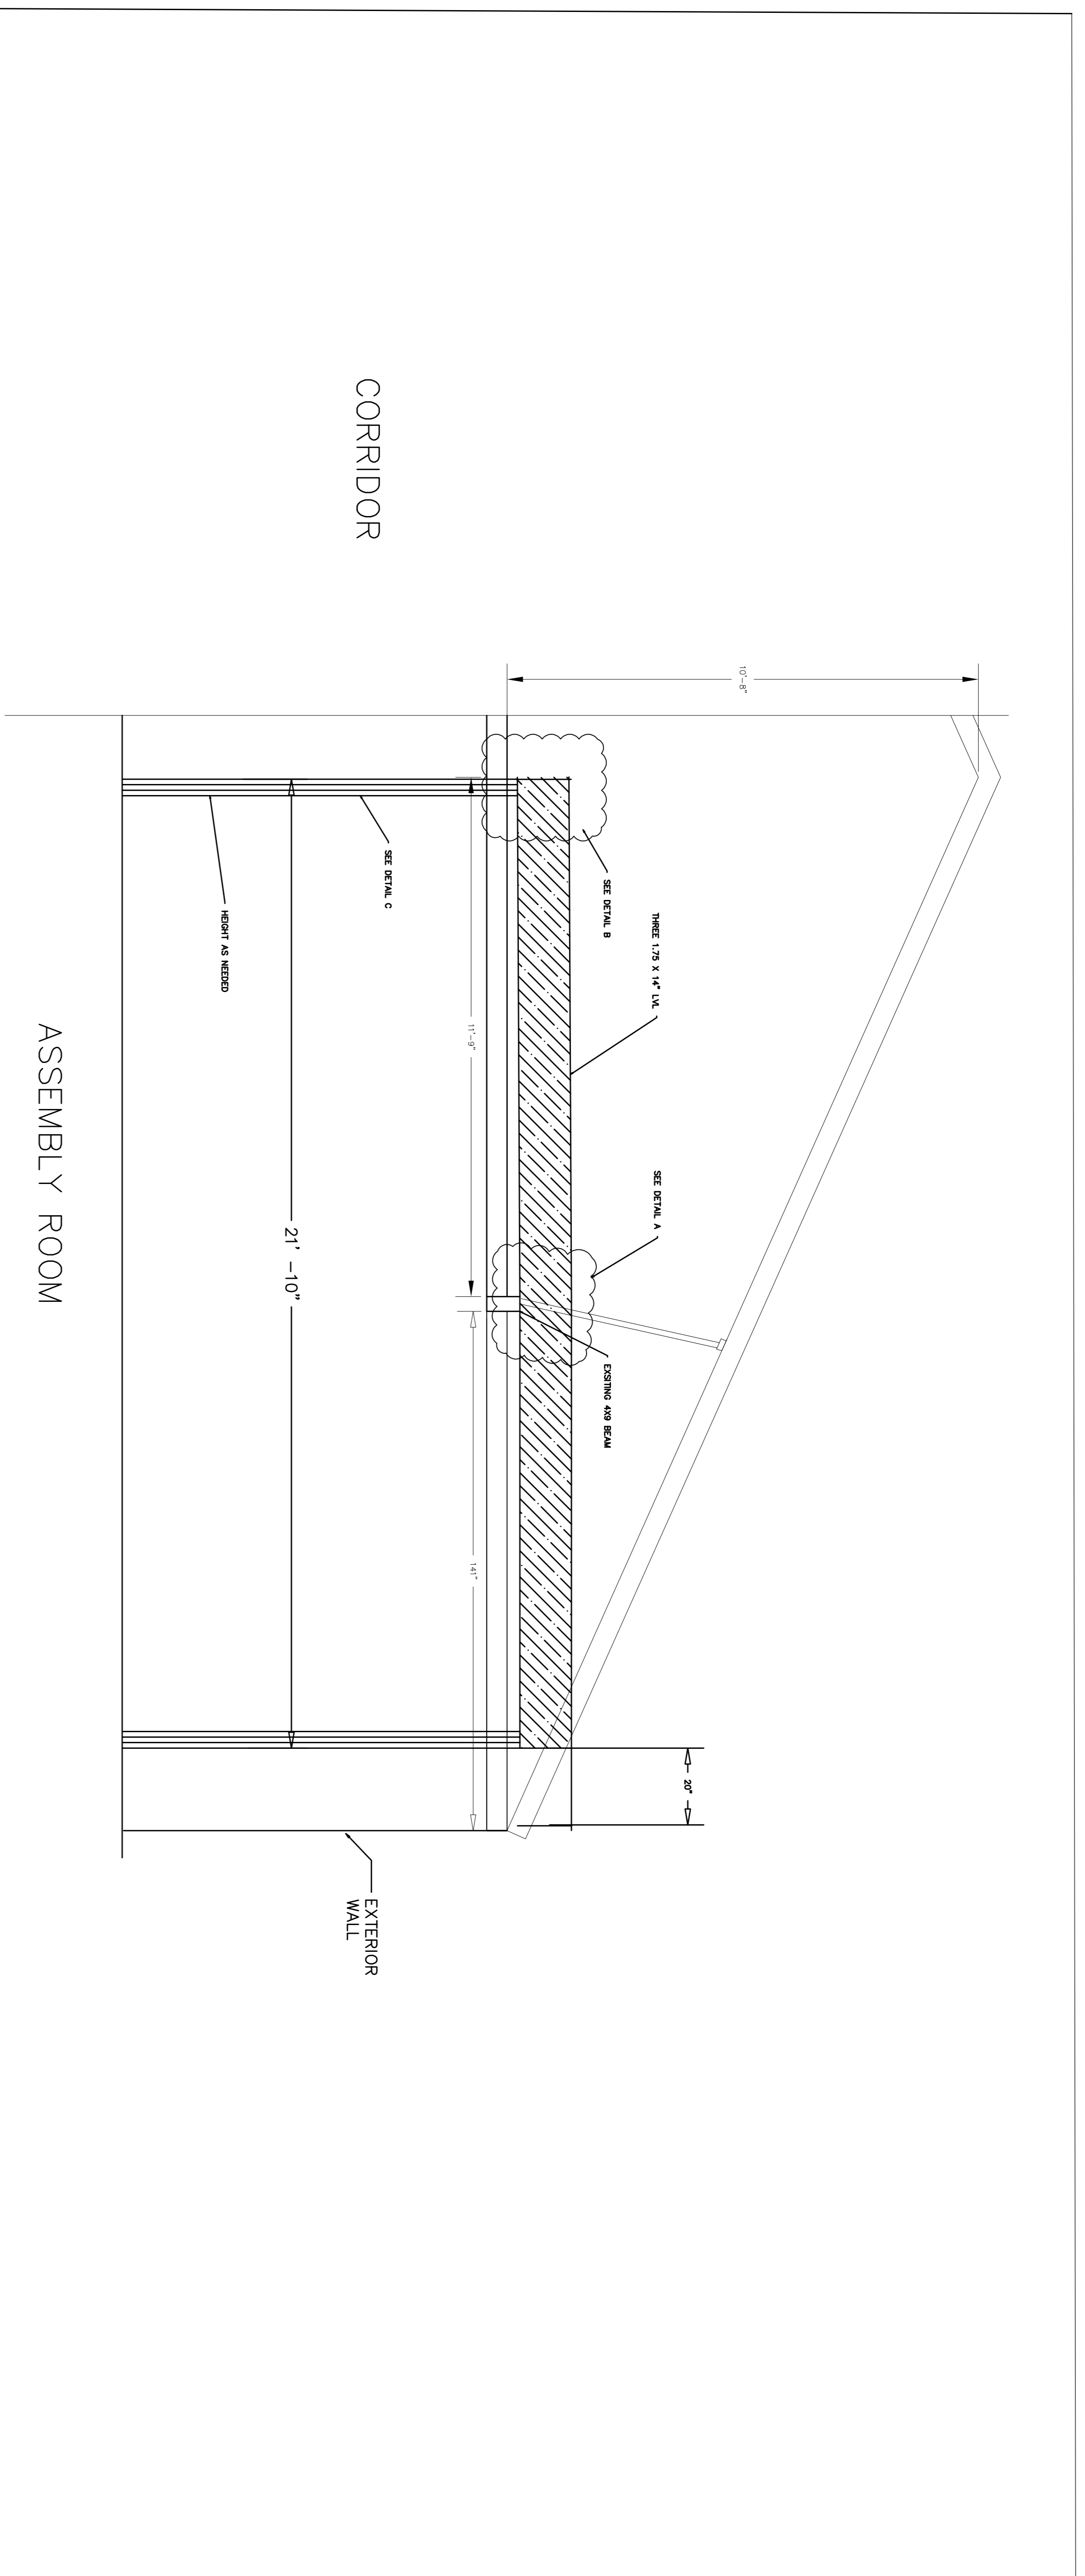 10'-8"
SEE DETAIL B
THREE 1.75 X 14" LVL
SEE DETAIL A
EXSITING 4X9 BEAM
20"
11'-9"
141"
CORRIDOR
SEE DETAIL C
HEIGHT AS NEEDED
21' -10"
EXTERIOR
WALL
ASSEMBLY ROOM